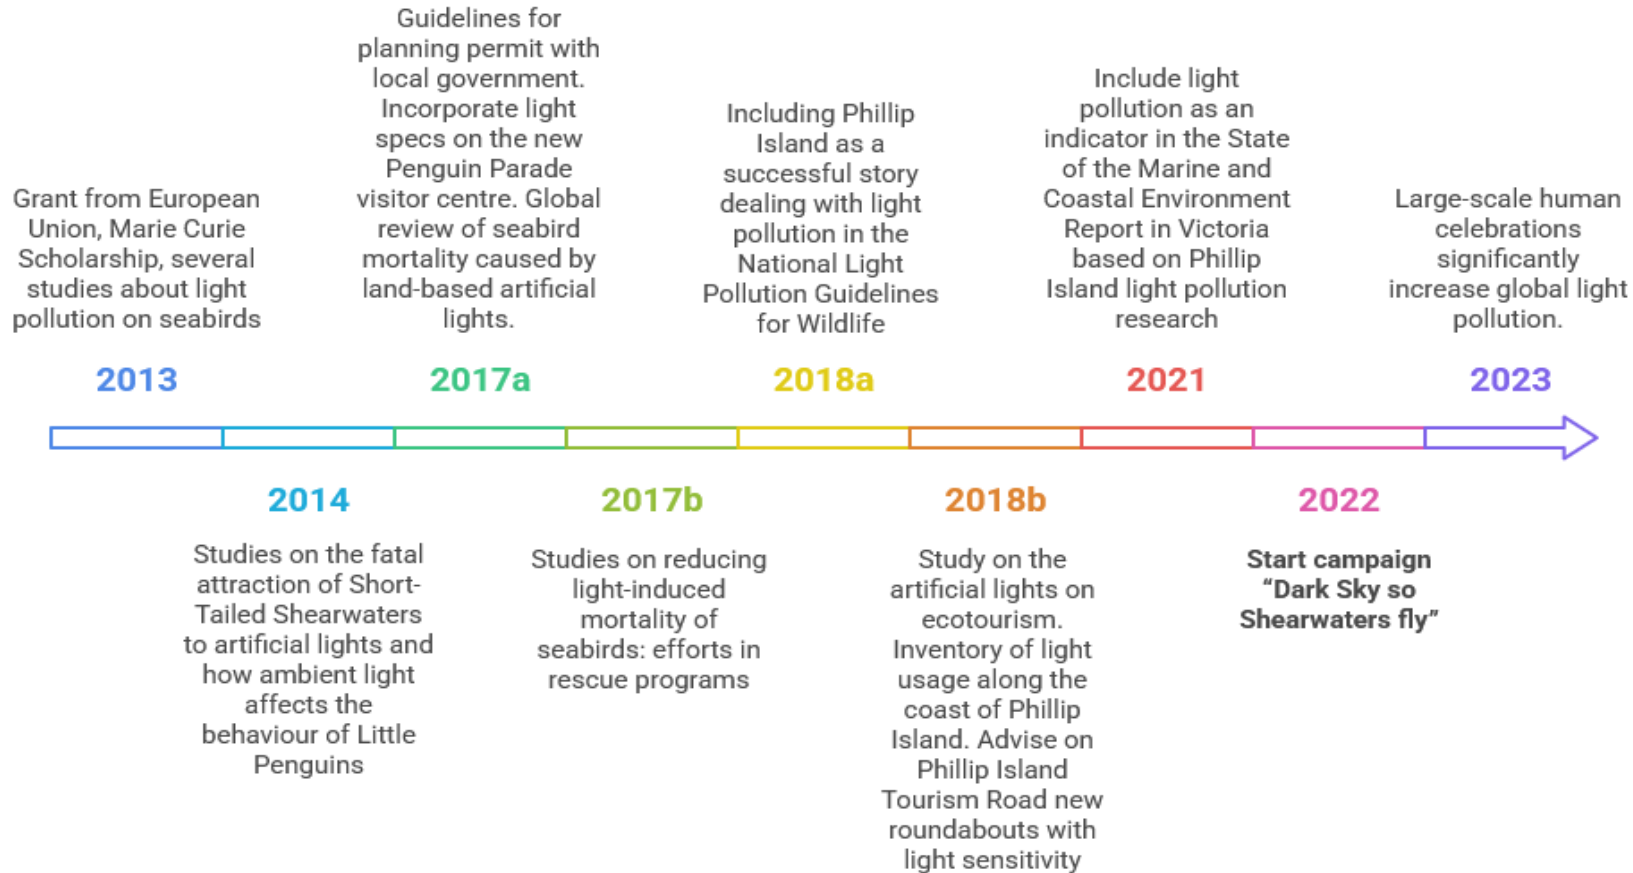 Grant from European
Union, Marie Curie
Scholarship, several
studies about light
pollution on seabirds
2013
2014
Studies on the fatal
attraction of Short-
Tailed Shearwaters
to artificial lights and
how ambient light
affects the
behaviour of Little
Penguins
Guidelines for
planning permit with
local government.
Incorporate light
specs on the new
Penguin Parade
visitor centre. Global
review of seabird
mortality caused by
land-based artificial
lights.
2017a
2017b
Studies on reducing
light-induced
mortality of
seabirds: efforts in
rescue programs
Including Phillip
Island as a
successful story
dealing with light
pollution in the
National Light
Pollution Guidelines
for Wildlife
2018a
2018b
Study on the
artificial lights on
ecotourism.
Inventory of light
usage along the
coast of Phillip
Island. Advise on
Phillip Island
Tourism Road new
roundabouts with
light sensitivity
Include light
pollution as an
indicator in the State
of the Marine and
Coastal Environment
Report in Victoria
based on Phillip
Island light pollution
research
2021
2022
Start campaign
“Dark Sky so
Shearwaters fly”
Large-scale human
celebrations
significantly
increase global light
pollution.
2023